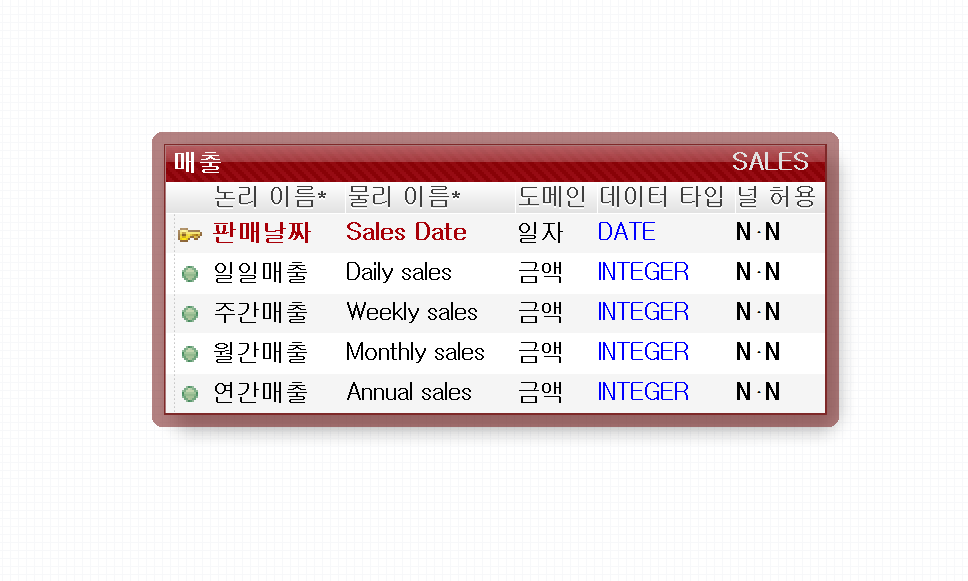 매출 SALES
논리 이름* 물리 이름* 도메인 데이터 타입 널 허용
판매날짜 Sales Date 일자 DATE N·N
일일매출 Daily sales 금액 INTEGER N·N
주간매출 Weekly sales 금액 INTEGER N·N
월간매출 Monthly sales 금액 INTEGER N·N
연간매출 Annual sales 금액 INTEGER N·N